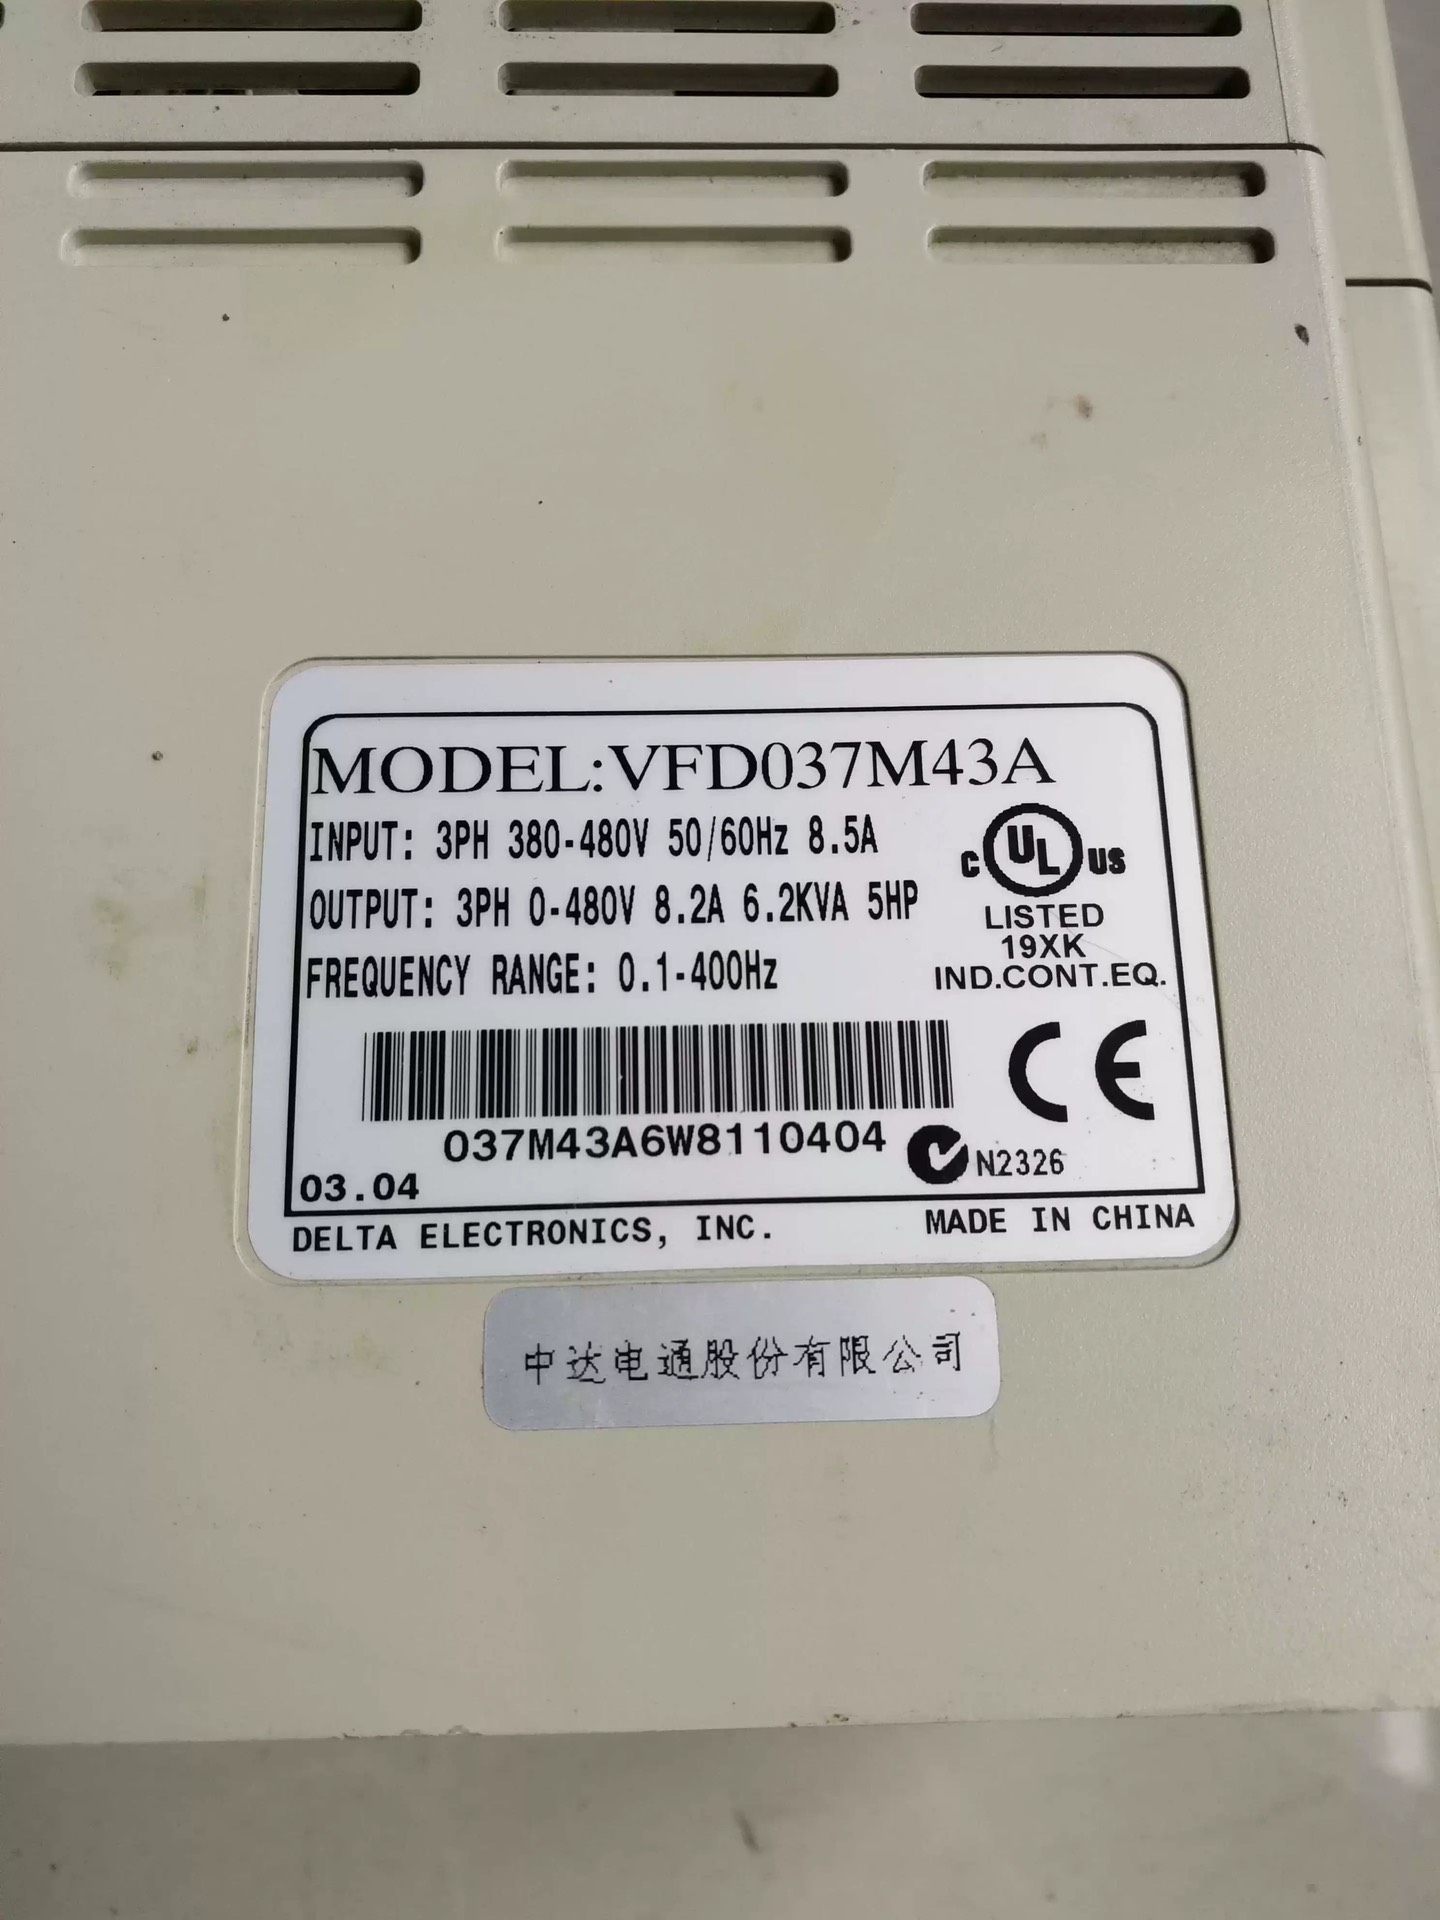 MODEL:VFD037M43A
INPUT: 3PH 380-480V 50/60Hz 8.5A
OUTPUT: 3PH 0-480V 8.2A 6.2KVA 5HP
FREQUENCY RANGE: 0.1-400Hz
C UL US
LISTED
19XK
IND.CONT.EQ.
CE
037M43A6W8110404
N2326
03.04
DELTA ELECTRONICS, INC.
MADE IN CHINA
中达电通股份有限公司